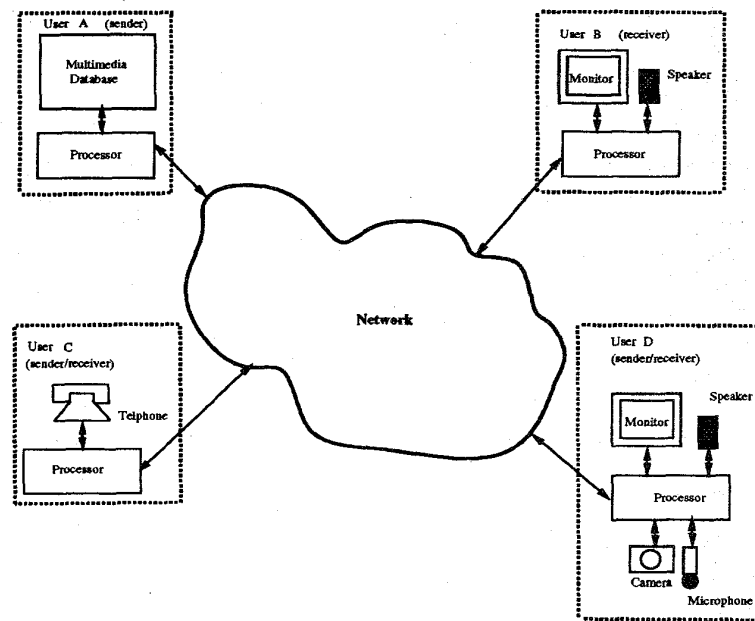 User A (sender)
Multimedia
Database
Processor
User B (receiver)
Monitor
Speaker
Processor
Network
User C
(sender/receiver)
Telphone
Processor
User D
(sender/receiver)
Speaker
Monitor
Processor
Camera
Microphone